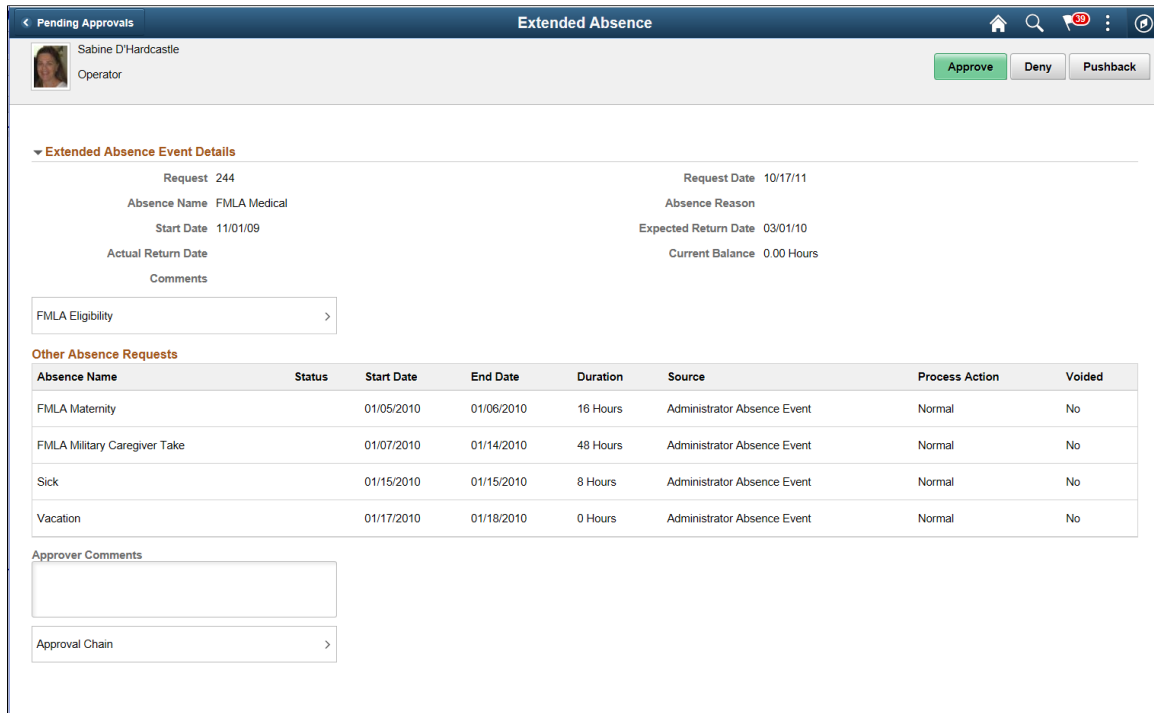 Pending Approvals
Extended Absence
39
Sabine D'Hardcastle
Operator
Approve Deny Pushback
Extended Absence Event Details
Request 244 Request Date 10/17/11
Absence Name FMLA Medical Absence Reason
Start Date 11/01/09 Expected Return Date 03/01/10
Actual Return Date Current Balance 0.00 Hours
Comments
FMLA Eligibility
Other Absence Requests
Absence Name Status Start Date End Date Duration Source Process Action Voided
FMLA Maternity 01/05/2010 01/06/2010 16 Hours Administrator Absence Event Normal No
FMLA Military Caregiver Take 01/07/2010 01/14/2010 48 Hours Administrator Absence Event Normal No
Sick 01/15/2010 01/15/2010 8 Hours Administrator Absence Event Normal No
Vacation 01/17/2010 01/18/2010 0 Hours Administrator Absence Event Normal No
Approver Comments
Approval Chain